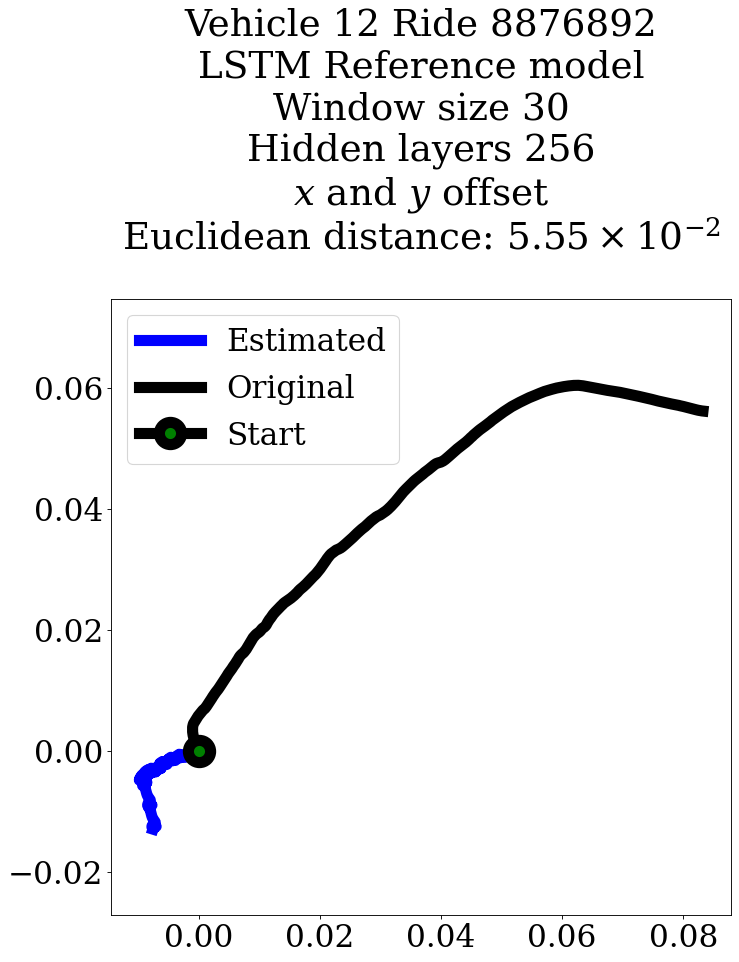 Vehicle 12 Ride 8876892
LSTM Reference model
Window size 30
Hidden layers 256
x and y offset
Euclidean distance: 5.55 × 10⁻²
Estimated
Original
Start
0.06
0.04
0.02
0.00
−0.02
0.00 0.02 0.04 0.06 0.08